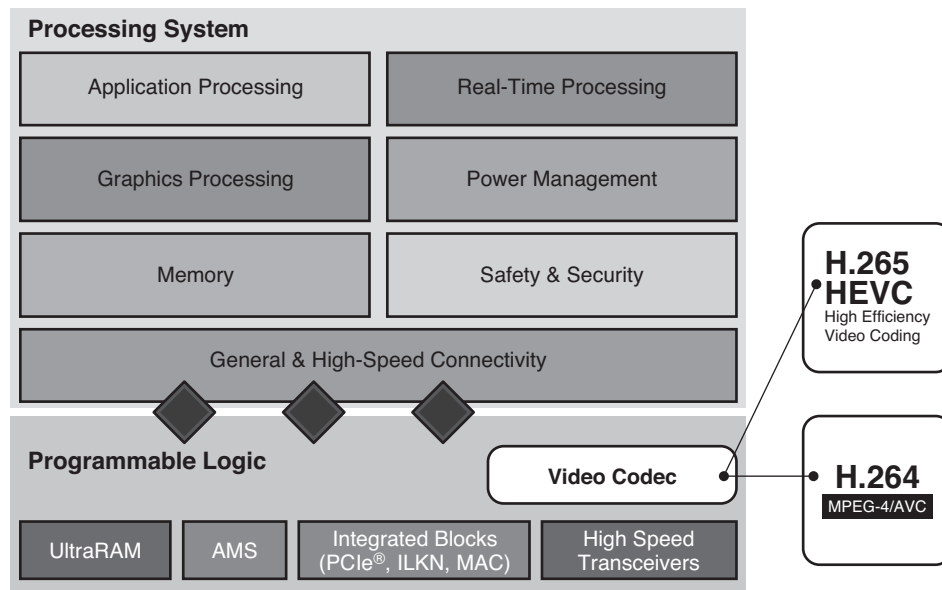 Processing System
Application Processing
Real-Time Processing
Graphics Processing
Power Management
Memory
Safety & Security
General & High-Speed Connectivity
Programmable Logic
Video Codec
UltraRAM
AMS
Integrated Blocks
(PCIe®, ILKN, MAC)
High Speed
Transceivers
H.265
HEVC
High Efficiency
Video Coding
H.264
MPEG-4/AVC